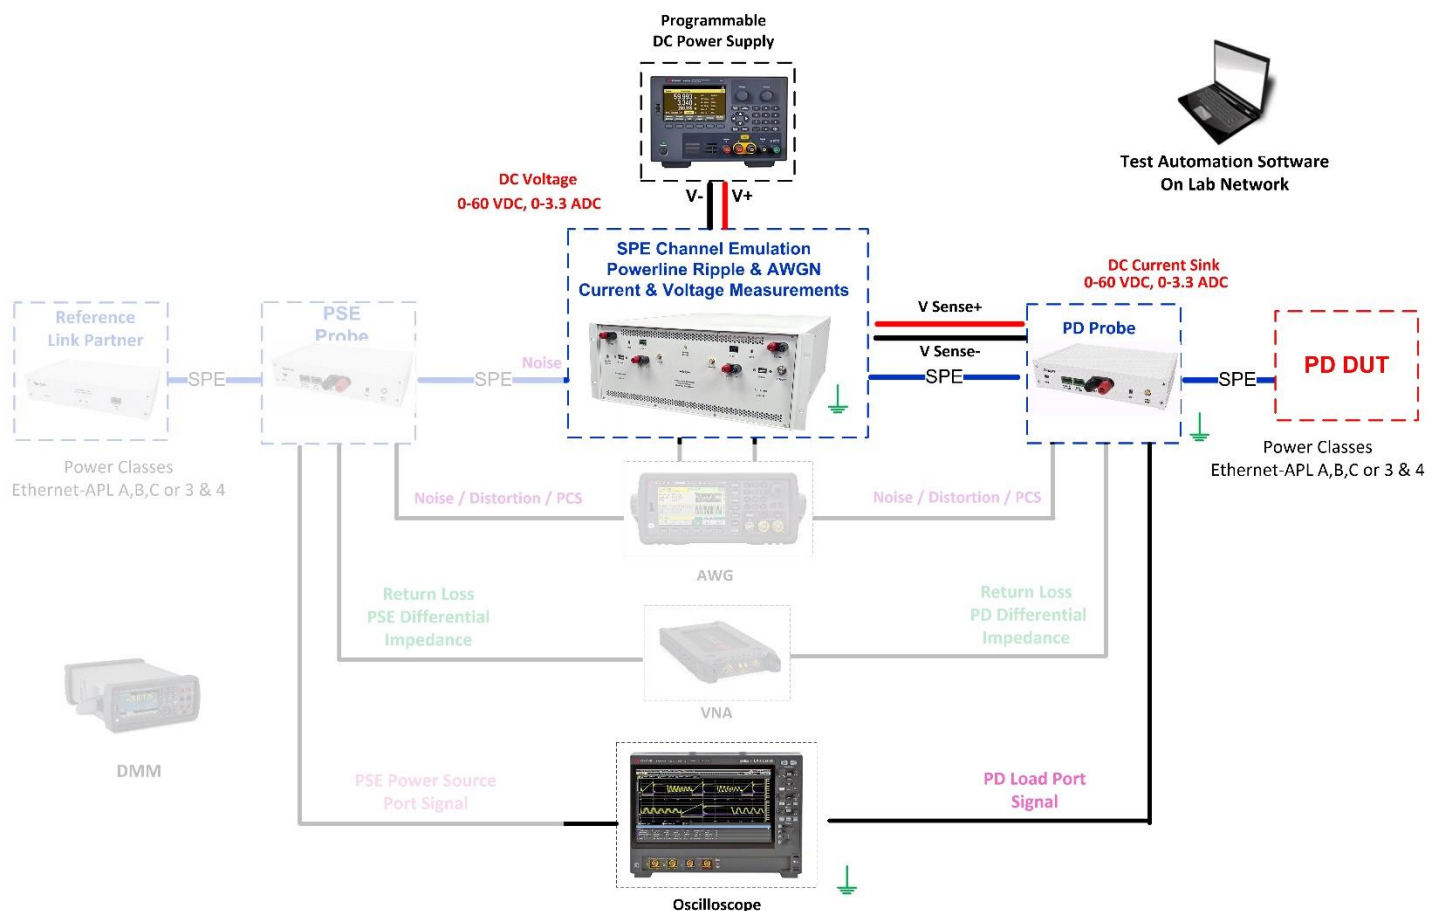 Programmable
DC Power Supply
59.993
3.340
DC Voltage
0-60 VDC, 0-3.3 ADC
V-
V+
Test Automation Software
On Lab Network
SPE Channel Emulation
Powerline Ripple & AWGN
Current & Voltage Measurements
DC Current Sink
0-60 VDC, 0-3.3 ADC
Reference
Link Partner
PSE
Probe
Noise
V Sense+
V Sense-
PD Probe
PD DUT
SPE
SPE
SPE
SPE
Power Classes
Ethernet-APL A,B,C or 3 & 4
Power Classes
Ethernet-APL A,B,C or 3 & 4
Noise / Distortion / PCS
Noise / Distortion / PCS
AWG
Return Loss
PSE Differential
Impedance
Return Loss
PD Differential
Impedance
VNA
DMM
PSE Power Source
Port Signal
PD Load Port
Signal
Oscilloscope